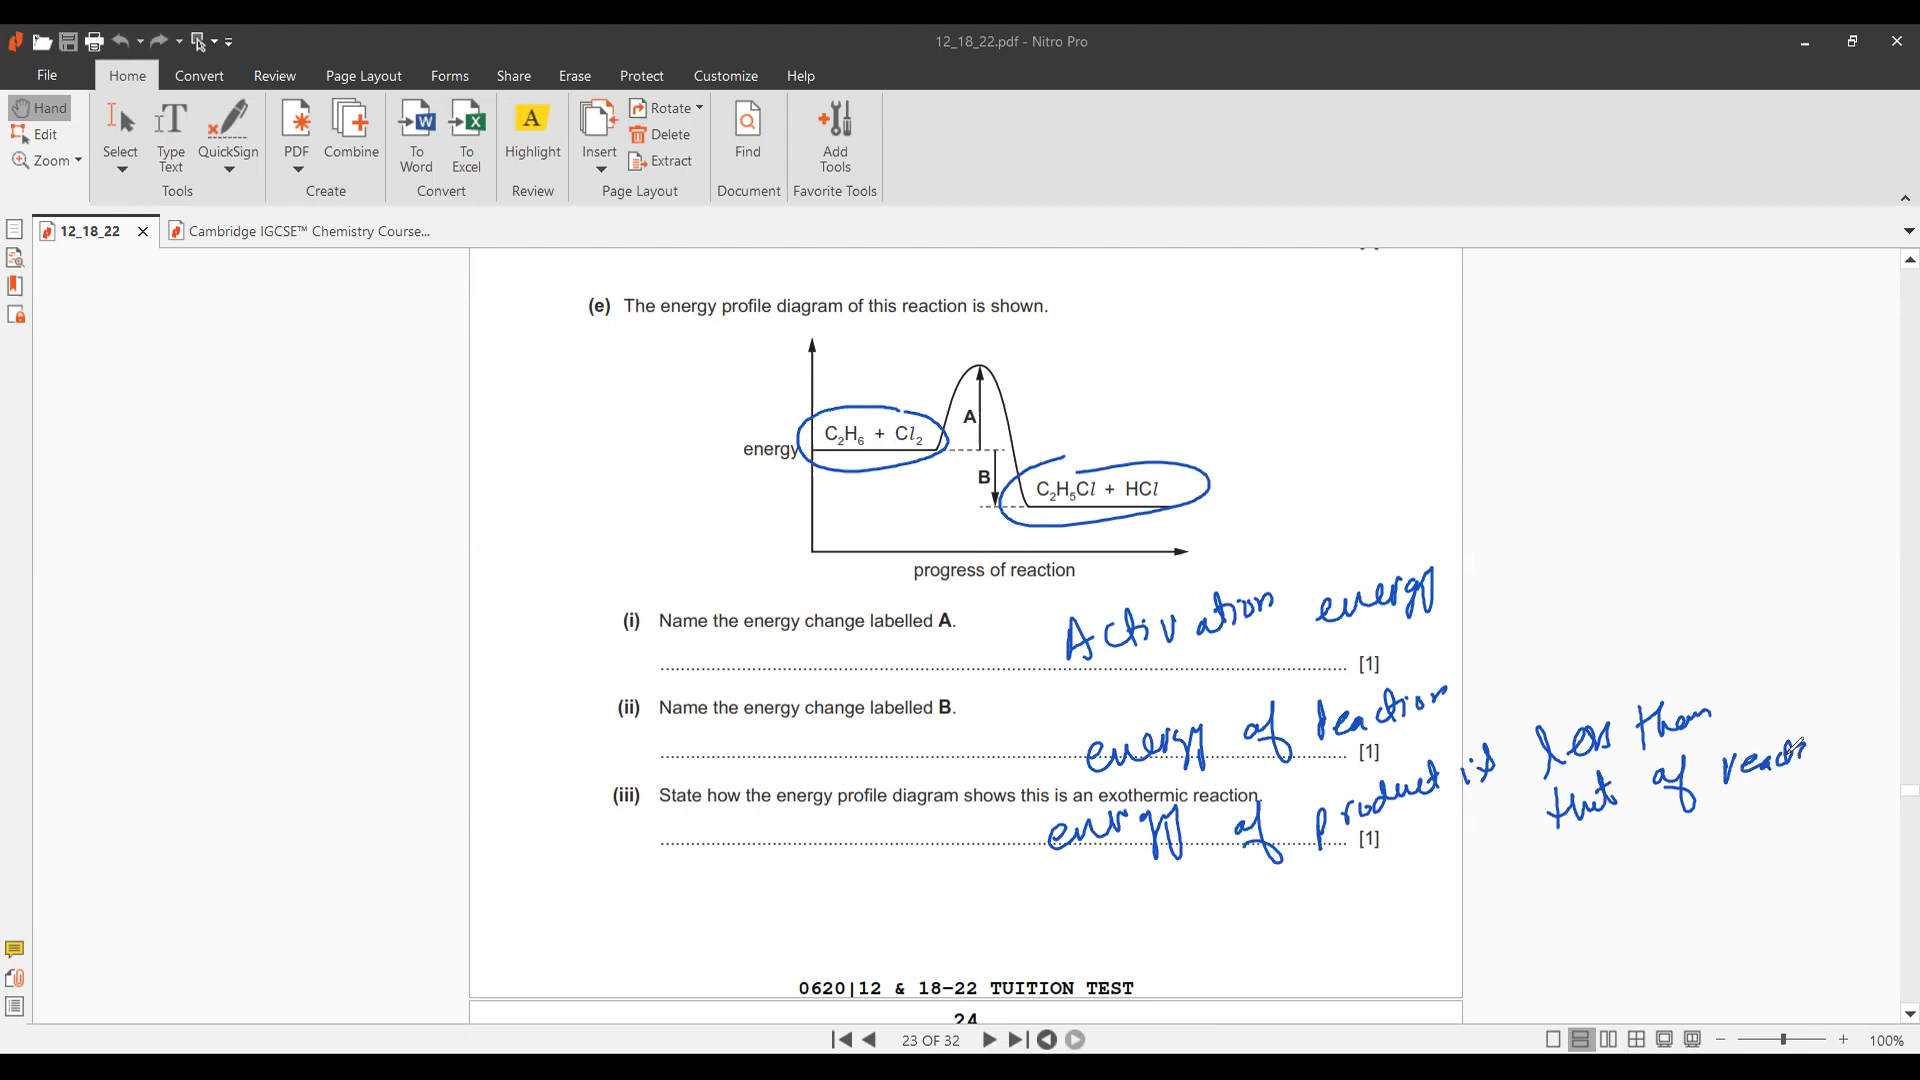 12_18_22.pdf - Nitro Pro
File Home Convert Review Page Layout Forms Share Erase Protect Customize Help
Hand
Edit
Zoom
Select
Type Text
QuickSign
Tools
PDF
Combine
Create
To Word
To Excel
Convert
Highlight
Review
Insert
Rotate
Delete
Extract
Page Layout
Find
Document
Add Tools
Favorite Tools
12_18_22
Cambridge IGCSE™ Chemistry Course...
(e) The energy profile diagram of this reaction is shown.
energy
C₂H₆ + Cl₂
A
B
C₂H₅Cl + HCl
progress of reaction
(i) Name the energy change labelled A.
Activation energy
[1]
(ii) Name the energy change labelled B.
energy of reaction
[1]
(iii) State how the energy profile diagram shows this is an exothermic reaction.
energy of product is less than
that of react
[1]
0620|12 & 18-22 TUITION TEST
24
23 OF 32
100%